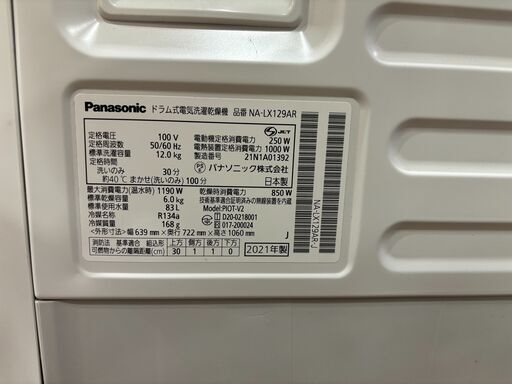 Panasonic ドラム式電気洗濯乾燥機 品番 NA-LX129AR
定格電圧 100 V
定格周波数 50/60 Hz
標準洗濯容量 12.0 kg
定格時間
洗いのみ 30分
約40℃ まかせ(洗いのみ) 100分
JET
電動機定格消費電力 250 W
電熱装置定格消費電力 1000 W
製造番号 21N1A01392
PS E パナソニック株式会社
日本製
最大消費電力(温水時) 1190 W
標準乾燥容量 6.0 kg
標準使用水量 83 L
冷媒名称 R134a
冷媒質量 168 g
<外形寸法> 幅 639 mm×奥行 722 mm×高さ 1060 mm
乾燥時消費電力 850 W
技術基準適合証明済みの無線装置を内蔵
Model:PIOT-V2
D20-0218001
017-200024
J
消防法 基準適合 組込形
可燃物からの離隔距離(cm)
上方 側方 前方 後方 下方
30 1 1 0
2021年製
NA-LX129AR-J